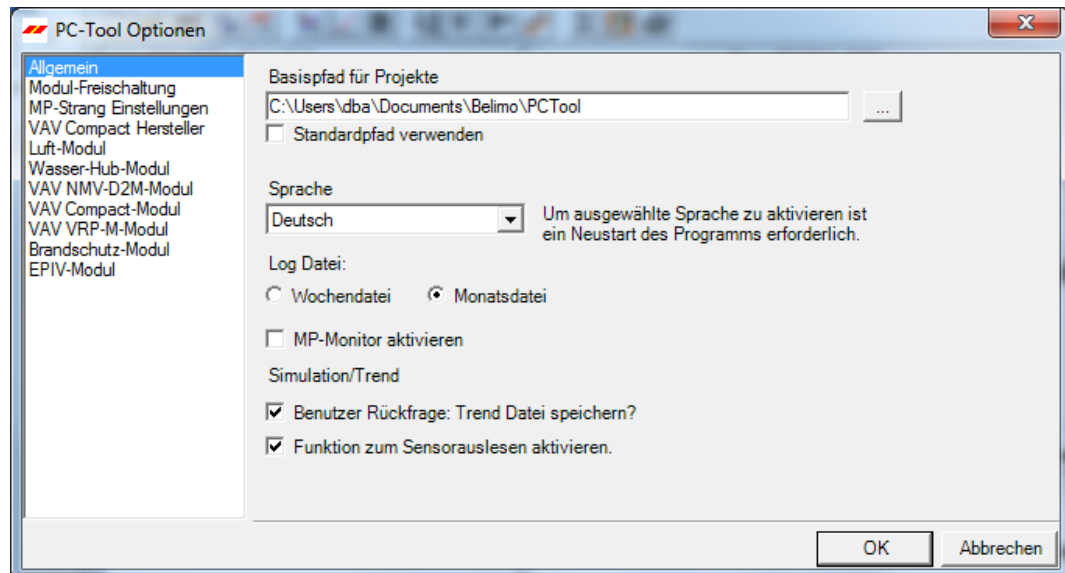 PC-Tool Optionen
Allgemein
Modul-Freischaltung
MP-Strang Einstellungen
VAV Compact Hersteller
Luft-Modul
Wasser-Hub-Modul
VAV NMV-D2M-Modul
VAV Compact-Modul
VAV VRP-M-Modul
Brandschutz-Modul
EPIV-Modul
Basispfad für Projekte
C:\Users\dba\Documents\Belimo\PCTool
...
Standardpfad verwenden
Sprache
Deutsch
Um ausgewählte Sprache zu aktivieren ist
ein Neustart des Programms erforderlich.
Log Datei:
Wochendatei Monatsdatei
MP-Monitor aktivieren
Simulation/Trend
Benutzer Rückfrage: Trend Datei speichern?
Funktion zum Sensorauslesen aktivieren.
OK Abbrechen